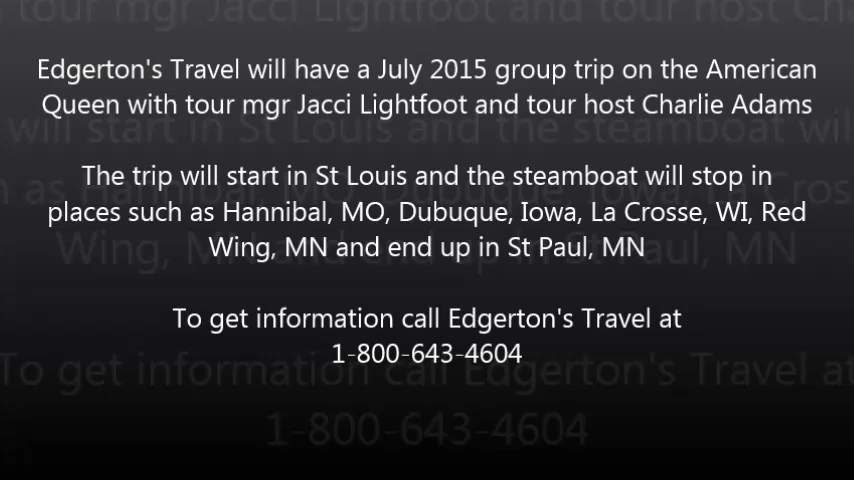 Edgerton's Travel will have a July 2015 group trip on the American
Queen with tour mgr Jacci Lightfoot and tour host Charlie Adams
The trip will start in St Louis and the steamboat will stop in
places such as Hannibal, MO, Dubuque, Iowa, La Crosse, WI, Red
Wing, MN and end up in St Paul, MN
To get information call Edgerton's Travel at
1-800-643-4604